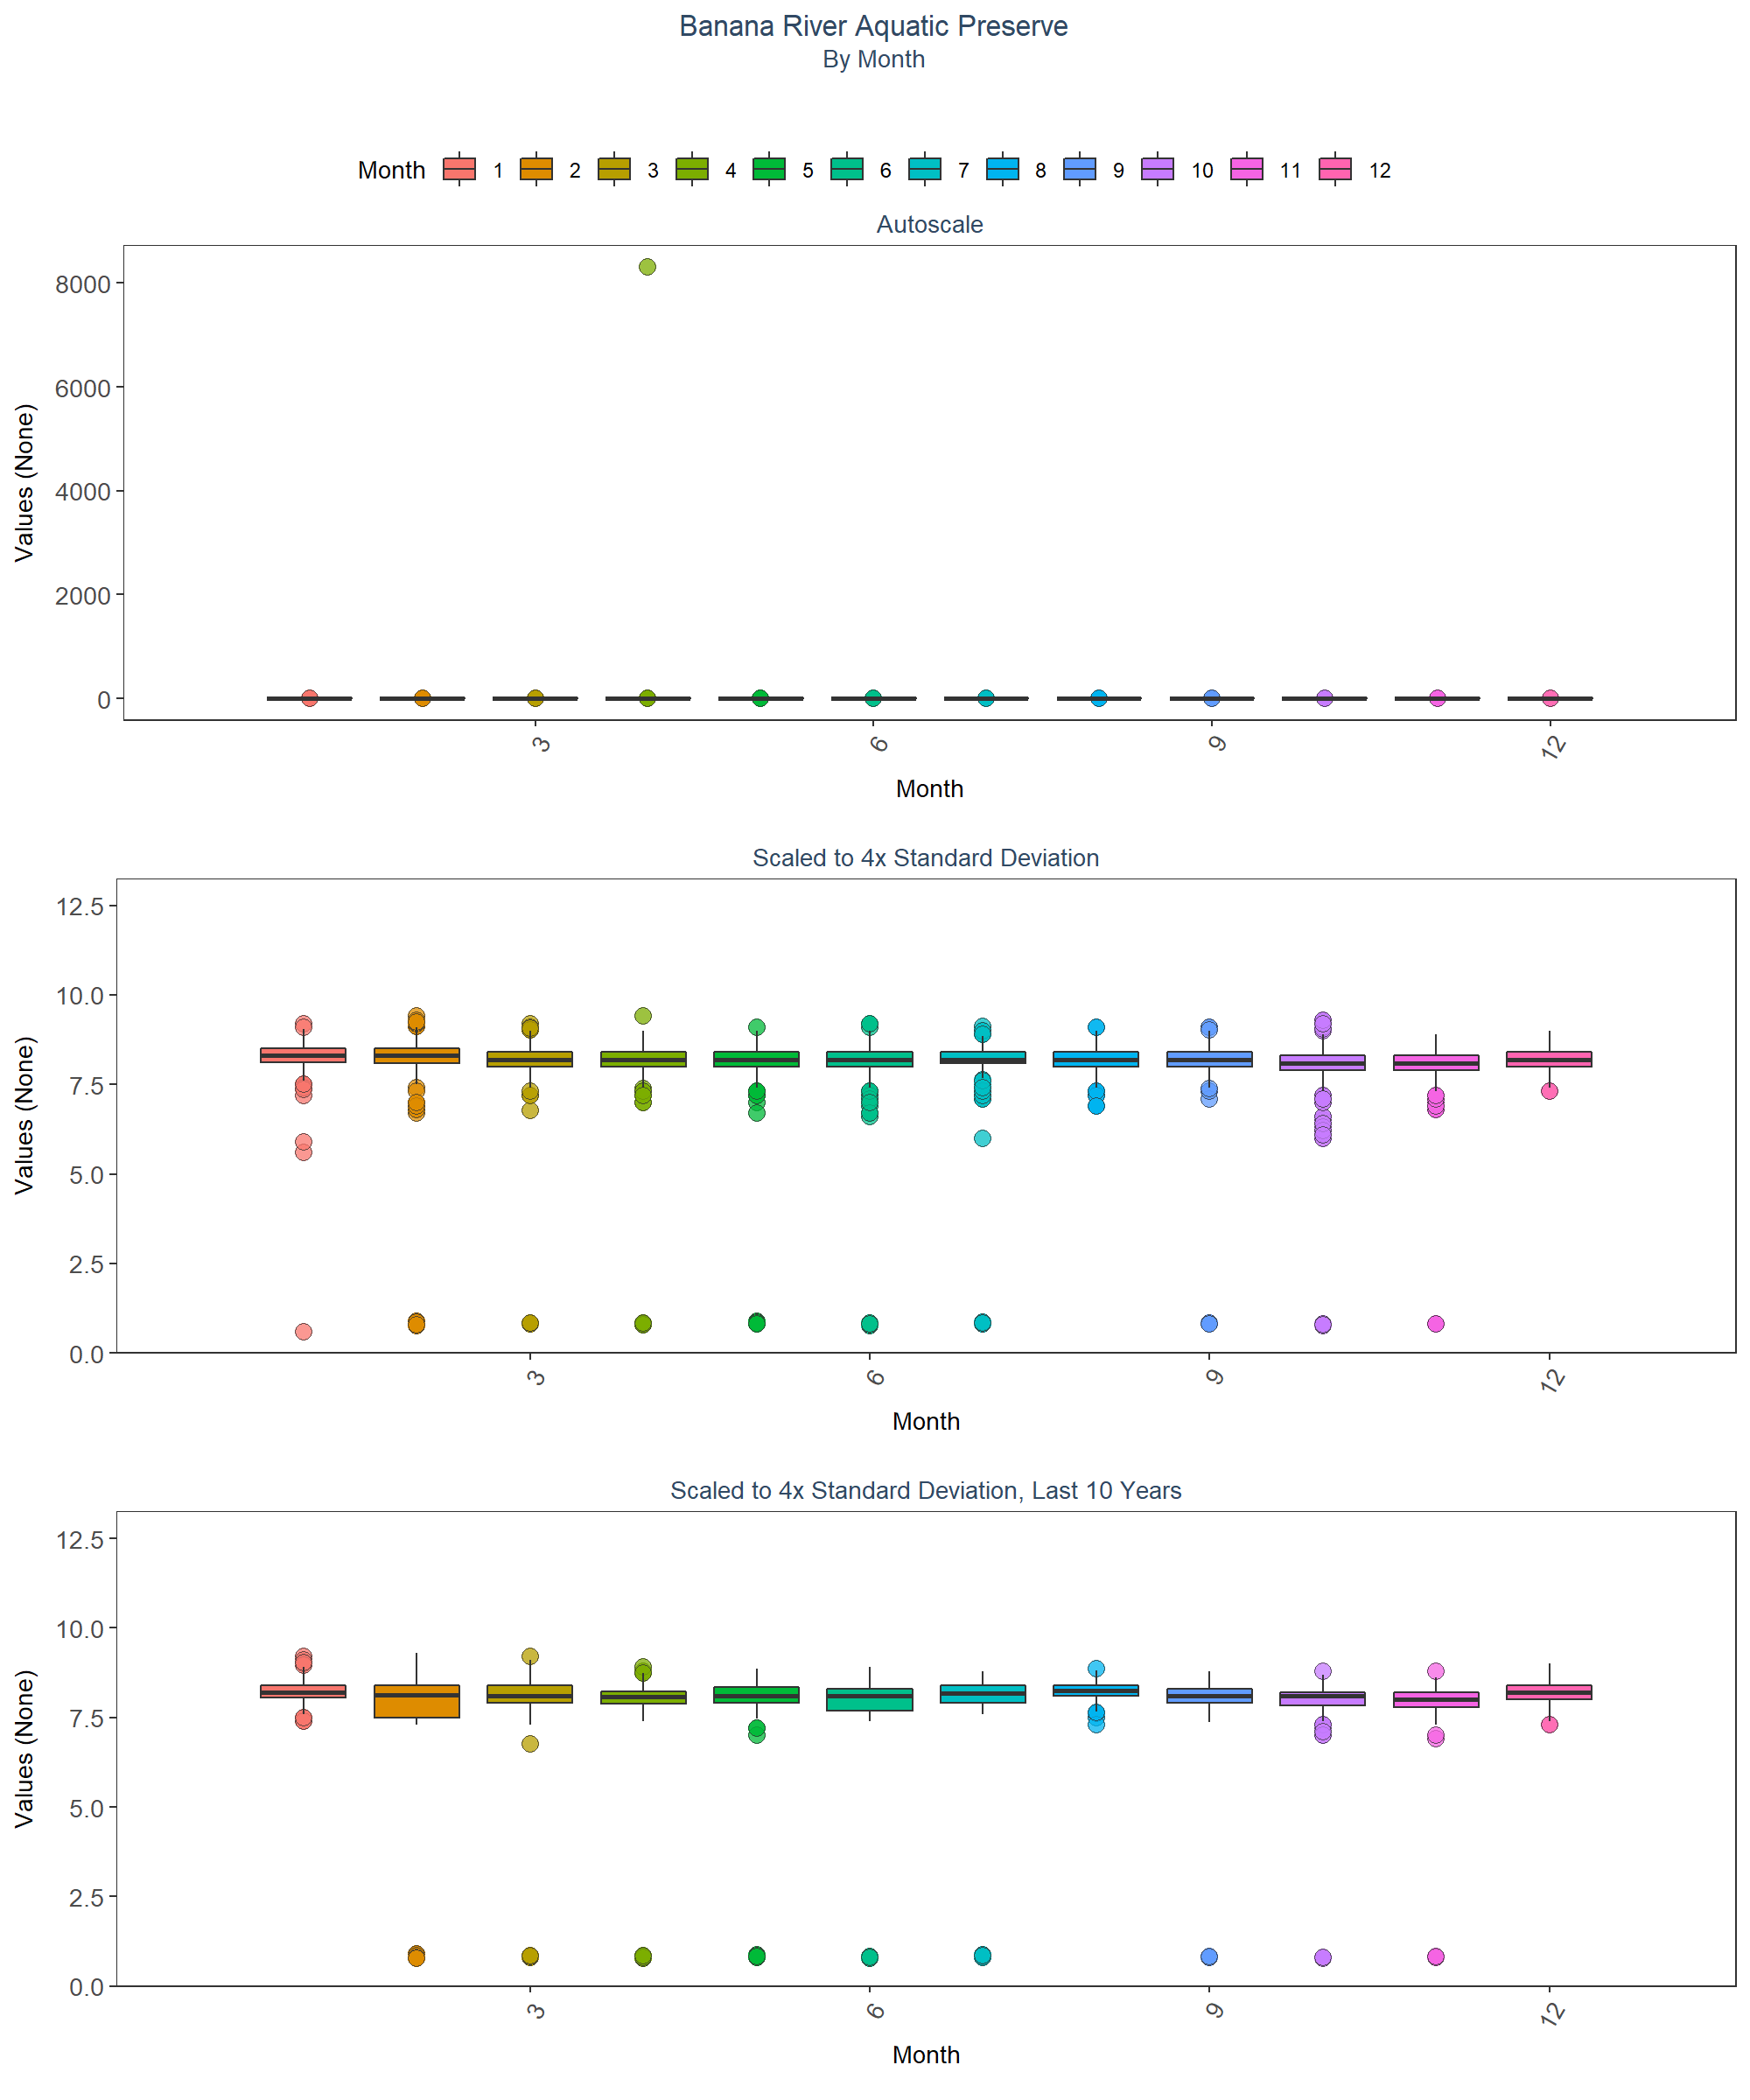 Banana River Aquatic Preserve
By Month
Month 1 2 3 4 5 6 7 8 9 10 11 12
Autoscale
Values (None)
8000
6000
4000
2000
0
3 6 9 12
Month
Scaled to 4x Standard Deviation
Values (None)
12.5
10.0
7.5
5.0
2.5
0.0
3 6 9 12
Month
Scaled to 4x Standard Deviation, Last 10 Years
Values (None)
12.5
10.0
7.5
5.0
2.5
0.0
3 6 9 12
Month